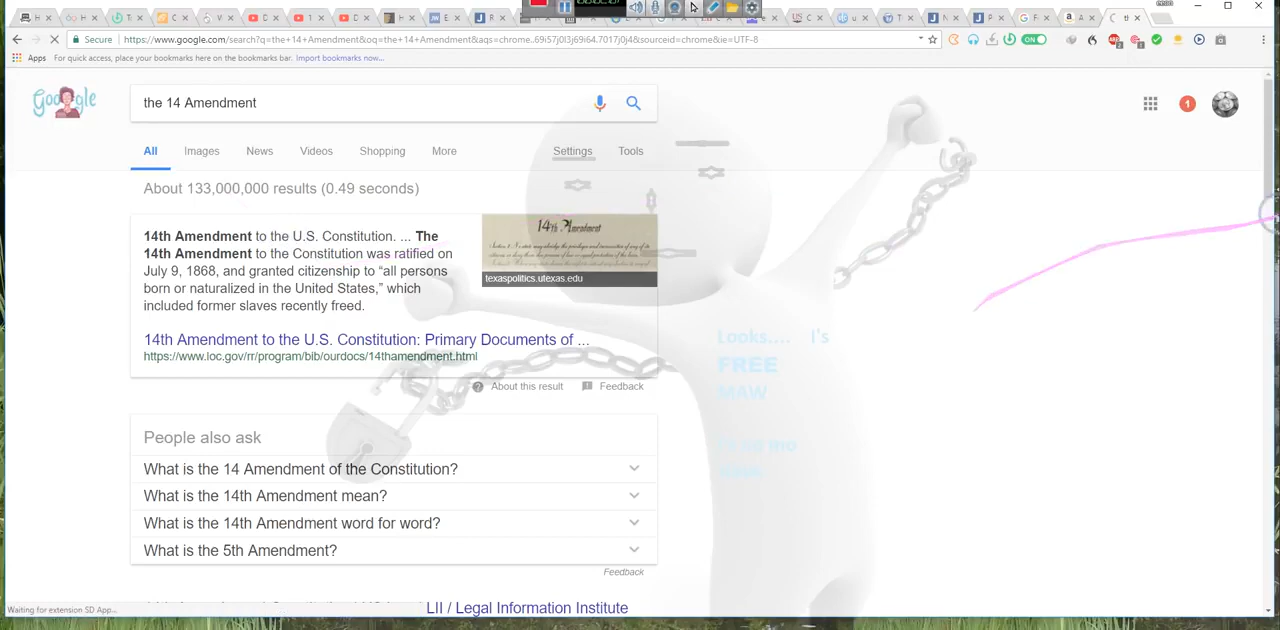 Secure https://www.google.com/search?q=the+14+Amendment&oq=the+14+Amendment&aqs=chrome..69i57j0l3j69i64.7017j0j4&sourceid=chrome&ie=UTF-8
ON
Apps For quick access, place your bookmarks here on the bookmarks bar. Import bookmarks now...
Google
the 14 Amendment
1
All Images News Videos Shopping More Settings Tools
About 133,000,000 results (0.49 seconds)
14th Amendment to the U.S. Constitution. ... The
14th Amendment to the Constitution was ratified on
July 9, 1868, and granted citizenship to “all persons
born or naturalized in the United States,” which
included former slaves recently freed.
14th Amendment
texaspolitics.utexas.edu
14th Amendment to the U.S. Constitution: Primary Documents of ...
https://www.loc.gov/rr/program/bib/ourdocs/14thamendment.html
About this result Feedback
Looks.... I's
FREE
MAW
People also ask
What is the 14 Amendment of the Constitution?
What is the 14th Amendment mean?
What is the 14th Amendment word for word?
What is the 5th Amendment?
Feedback
LII / Legal Information Institute
Waiting for extension SD App...